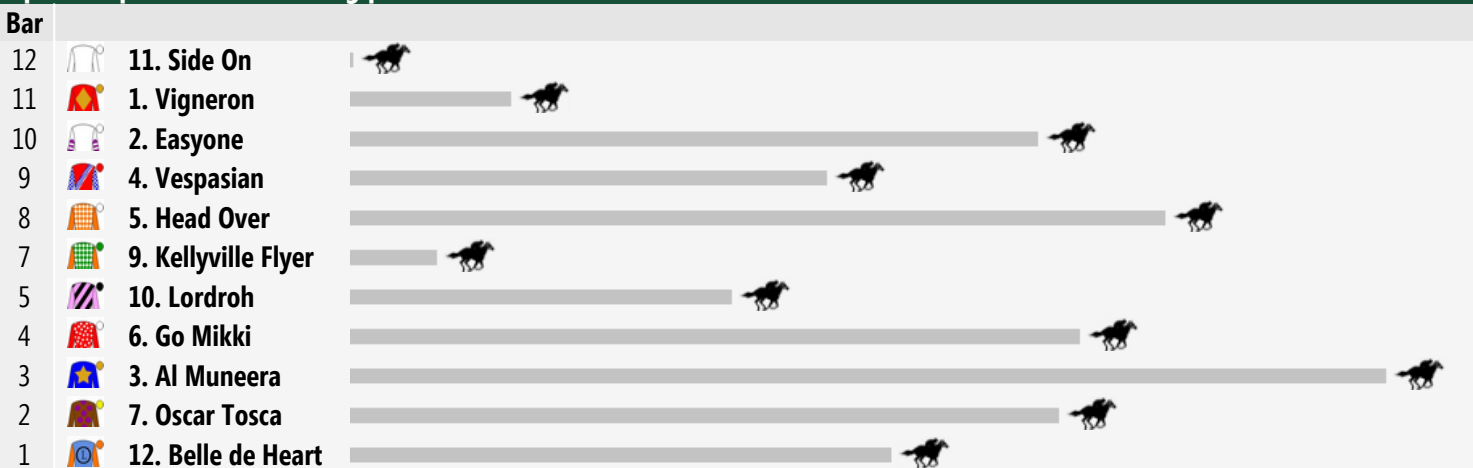 Bar
12 11. Side On
11 1. Vigneron
10 2. Easyone
9 4. Vespasian
8 5. Head Over
7 9. Kellyville Flyer
5 10. Lordroh
4 6. Go Mikki
3 3. Al Muneera
2 7. Oscar Tosca
1 12. Belle de Heart